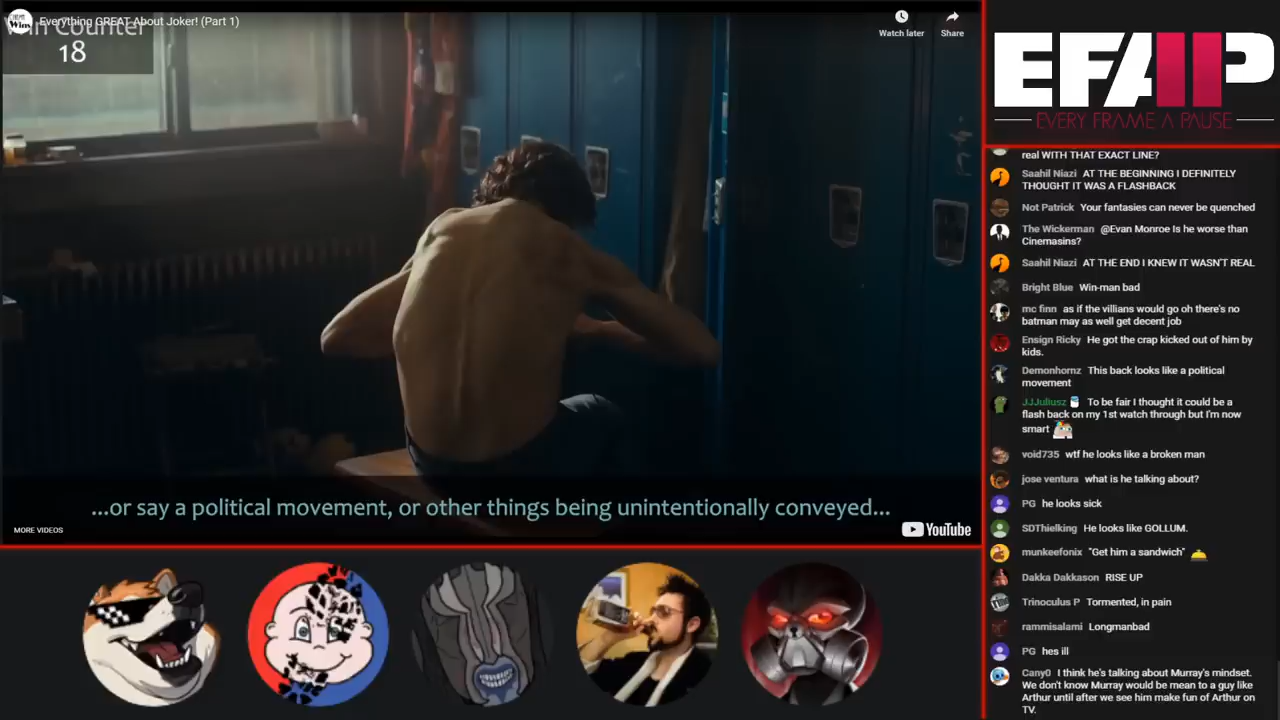 Everything GREAT About Joker! (Part 1)
Win Counter
18
Watch later
Share
...or say a political movement, or other things being unintentionally conveyed...
MORE VIDEOS
YouTube
EFAP
EVERY FRAME A PAUSE
real WITH THAT EXACT LINE?
Saahil Niazi AT THE BEGINNING I DEFINITELY
THOUGHT IT WAS A FLASHBACK
Not Patrick Your fantasies can never be quenched
The Wickerman @Evan Monroe Is he worse than
Cinemasins?
Saahil Niazi AT THE END I KNEW IT WASN'T REAL
Bright Blue Win-man bad
mc finn as if the villians would go oh there's no
batman may as well get decent job
Ensign Ricky He got the crap kicked out of him by
kids.
Demonhornz This back looks like a political
movement
JJJuliusz To be fair I thought it could be a
flash back on my 1st watch through but I'm now
smart
void735 wtf he looks like a broken man
jose ventura what is he talking about?
PG he looks sick
SDThielking He looks like GOLLUM.
munkeefonix "Get him a sandwich"
Dakka Dakkason RISE UP
Trinoculus P Tormented, in pain
rammisalami Longmanbad
PG hes ill
Cany0 I think he's talking about Murray's mindset.
We don't know Murray would be mean to a guy like
Arthur until after we see him make fun of Arthur on
TV.